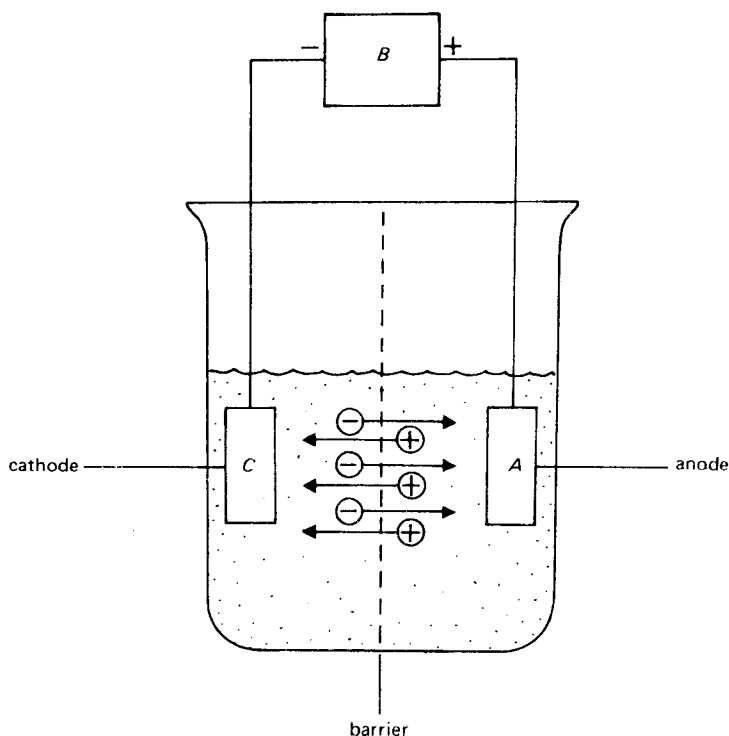 − B +
− +
− +
− +
cathode C A anode
barrier